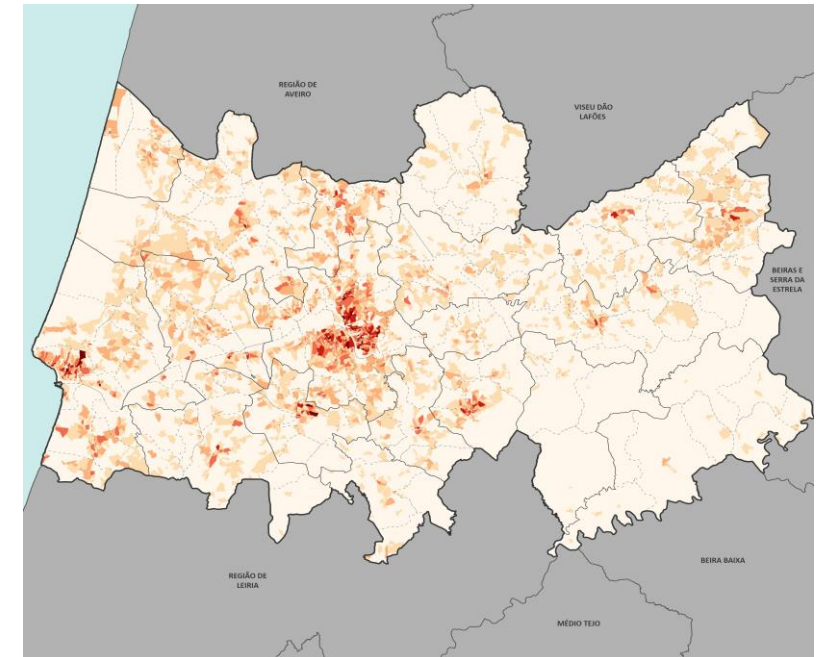 REGIÃO DE
AVEIRO
VISEU DÃO
LAFÕES
BEIRAS E
SERRA DA
ESTRELA
BEIRA BAIXA
REGIÃO DE
LEIRIA
MÉDIO TEJO